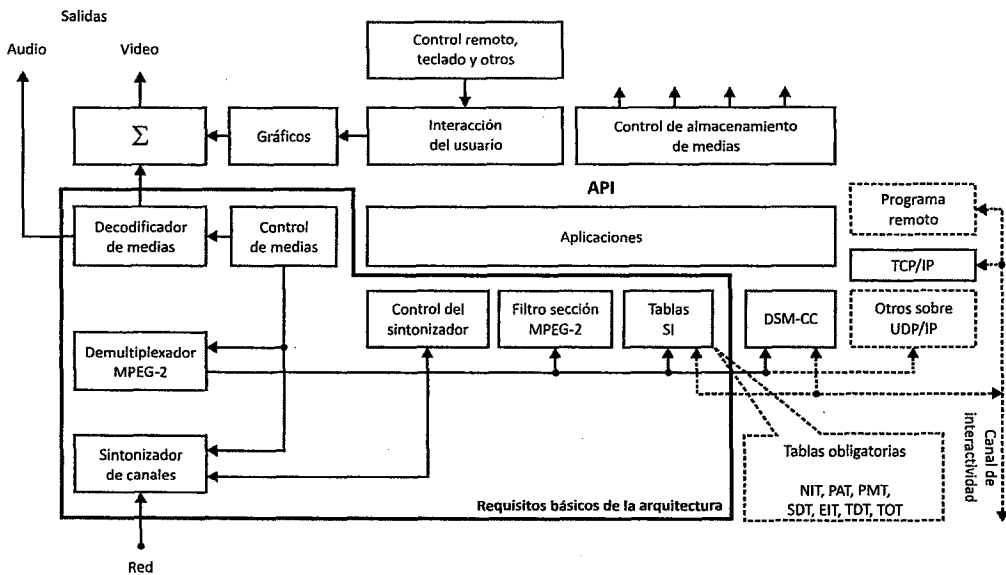 Salidas
Audio
Video
Control remoto,
teclado y otros
Σ
Gráficos
Interacción
del usuario
Control de almacenamiento
de medias
API
Decodificador
de medias
Control
de medias
Aplicaciones
Programa
remoto
TCP/IP
Control del
sintonizador
Filtro sección
MPEG-2
Tablas
SI
DSM-CC
Otros sobre
UDP/IP
Demultiplexador
MPEG-2
Sintonizador
de canales
Tablas obligatorias
NIT, PAT, PMT,
SDT, EIT, TDT, TOT
Canal de
interactividad
Requisitos básicos de la arquitectura
Red